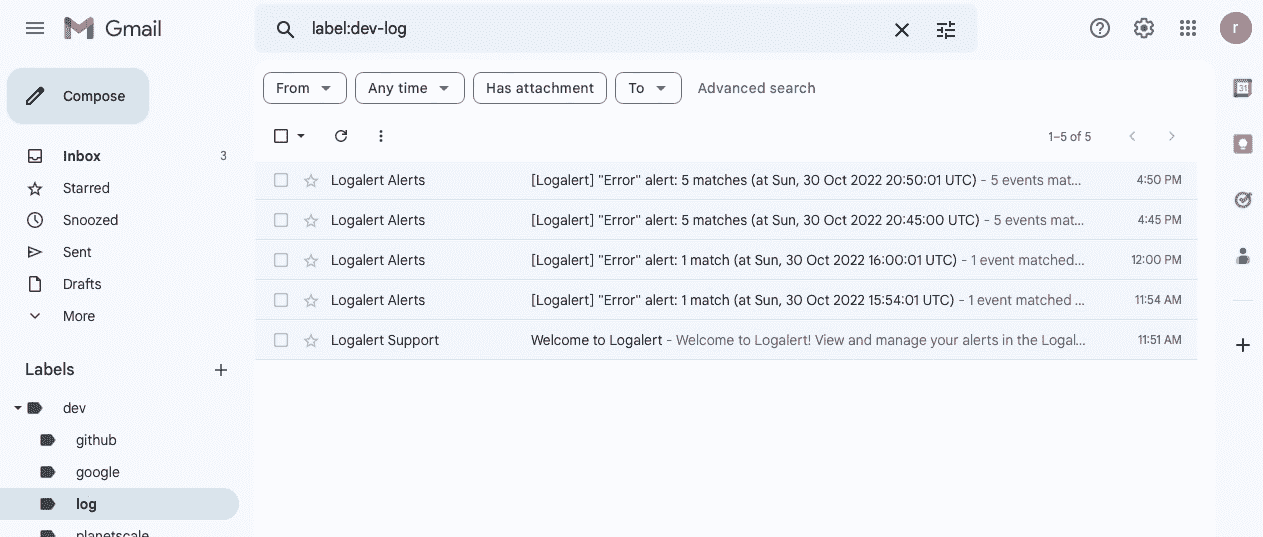 Gmail
label:dev-log
r
Compose
From
Any time
Has attachment
To
Advanced search
31
1–5 of 5
Inbox 3
Starred
Snoozed
Sent
Drafts
More
Logalert Alerts [Logalert] "Error" alert: 5 matches (at Sun, 30 Oct 2022 20:50:01 UTC) - 5 events mat... 4:50 PM
Logalert Alerts [Logalert] "Error" alert: 5 matches (at Sun, 30 Oct 2022 20:45:00 UTC) - 5 events mat... 4:45 PM
Logalert Alerts [Logalert] "Error" alert: 1 match (at Sun, 30 Oct 2022 16:00:01 UTC) - 1 event matched... 12:00 PM
Logalert Alerts [Logalert] "Error" alert: 1 match (at Sun, 30 Oct 2022 15:54:01 UTC) - 1 event matched ... 11:54 AM
Logalert Support Welcome to Logalert - Welcome to Logalert! View and manage your alerts in the Logal... 11:51 AM
Labels
dev
github
google
log
planetscale